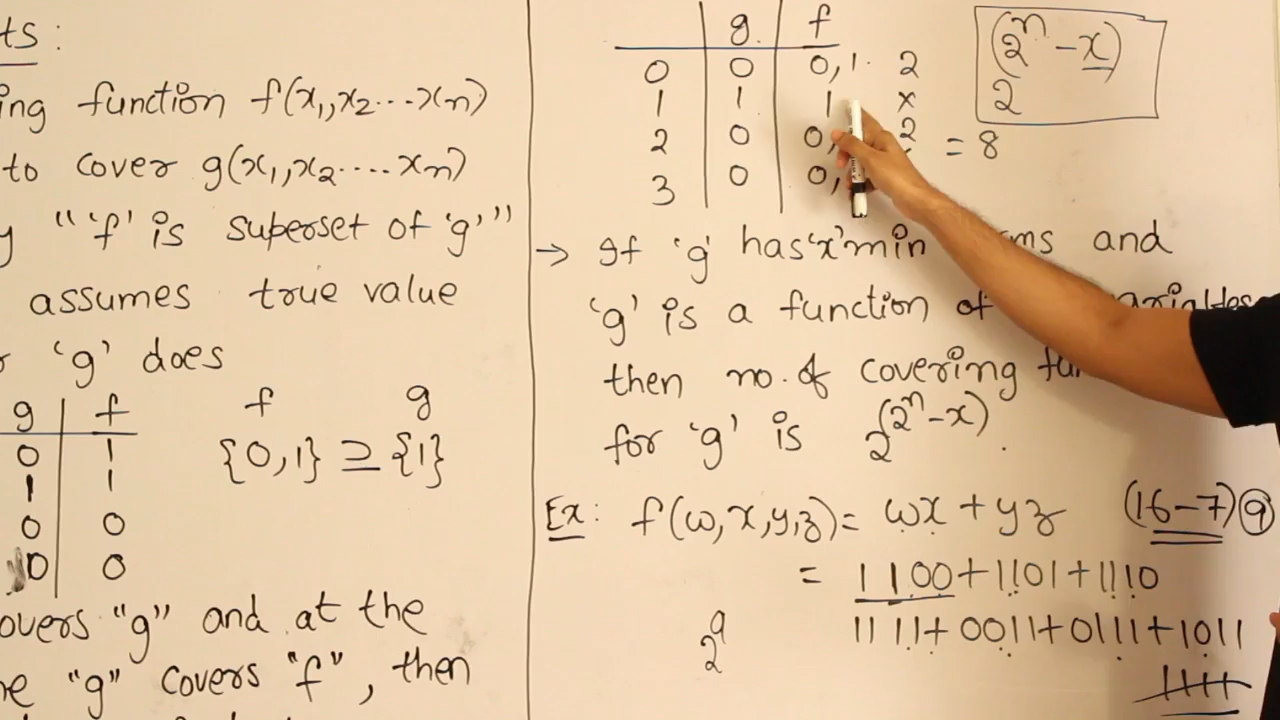 ts :
ing function f(x₁,x₂...xn)
to cover g(x₁,x₂....xn)
y "'f' is superset of 'g'"
assumes true value
r 'g' does
g | f
0 | 1
1 | 1
0 | 0
0 | 0
f g
{0,1} ⊇ {1}
overs "g" and at the
"g" covers "f", then
g f
0 0 0,1 2
1 1 1 x
2 0 0, 2
3 0 0,
= 8
2^(2^n - x)
→ If 'g' has 'x' min ms and
'g' is a function of
then no. of covering fun
for 'g' is 2^(2^n - x) .
Ex: f(w,x,y,z) = wx + yz (16-7) 9
= 1100+1101+1110
1111+0011+0111+1011
1111
2^9